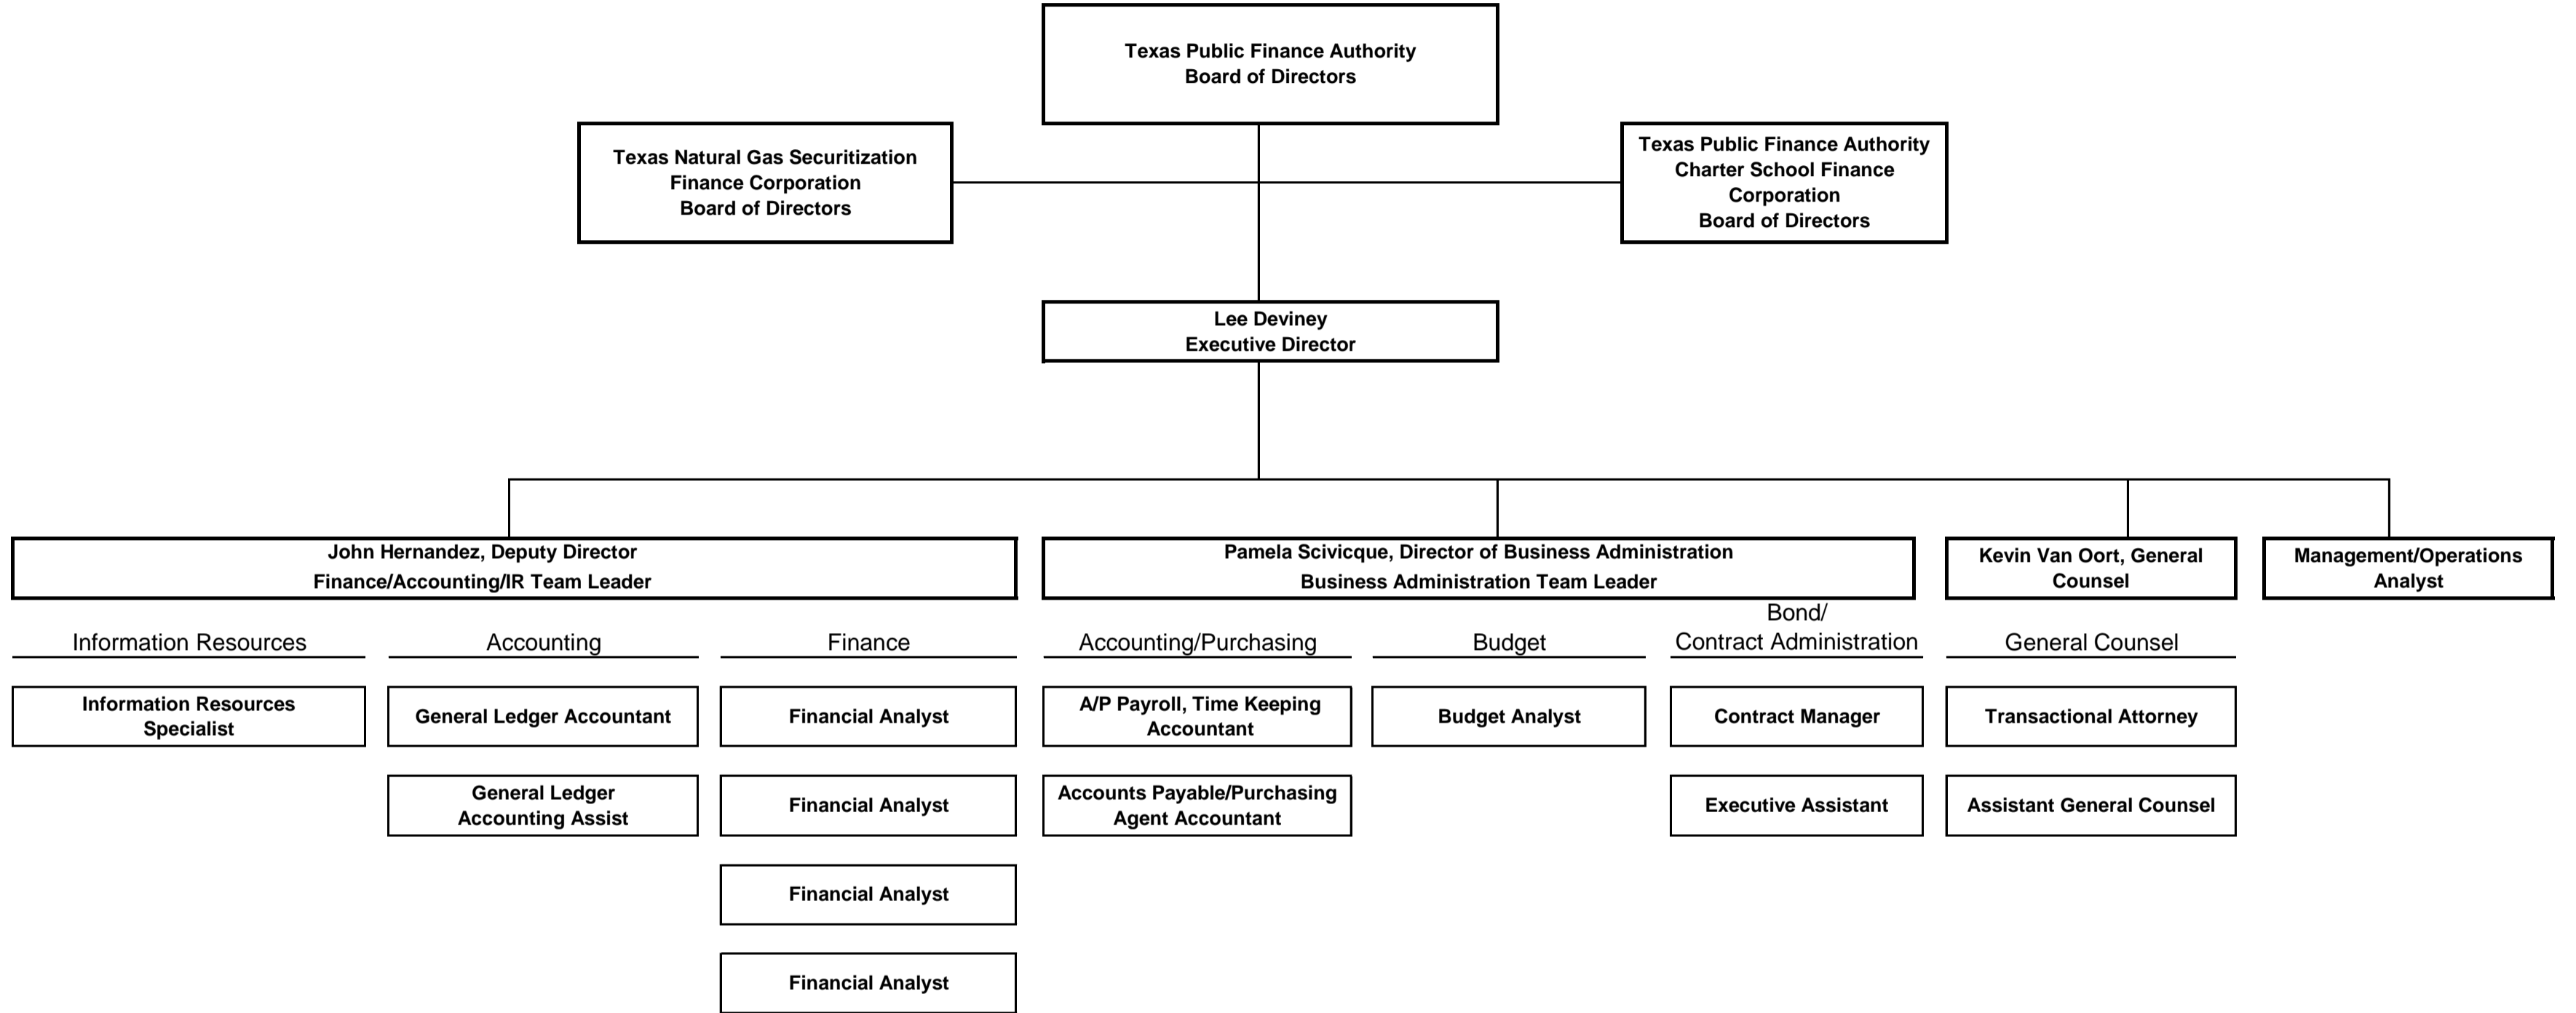 Texas Public Finance Authority
Board of Directors
Texas Natural Gas Securitization
Finance Corporation
Board of Directors
Texas Public Finance Authority
Charter School Finance
Corporation
Board of Directors
Lee Deviney
Executive Director
John Hernandez, Deputy Director
Finance/Accounting/IR Team Leader
Pamela Scivicque, Director of Business Administration
Business Administration Team Leader
Kevin Van Oort, General
Counsel
Management/Operations
Analyst
Information Resources
Accounting
Finance
Accounting/Purchasing
Budget
Bond/
Contract Administration
General Counsel
Information Resources
Specialist
General Ledger Accountant
Financial Analyst
A/P Payroll, Time Keeping
Accountant
Budget Analyst
Contract Manager
Transactional Attorney
General Ledger
Accounting Assist
Financial Analyst
Accounts Payable/Purchasing
Agent Accountant
Executive Assistant
Assistant General Counsel
Financial Analyst
Financial Analyst